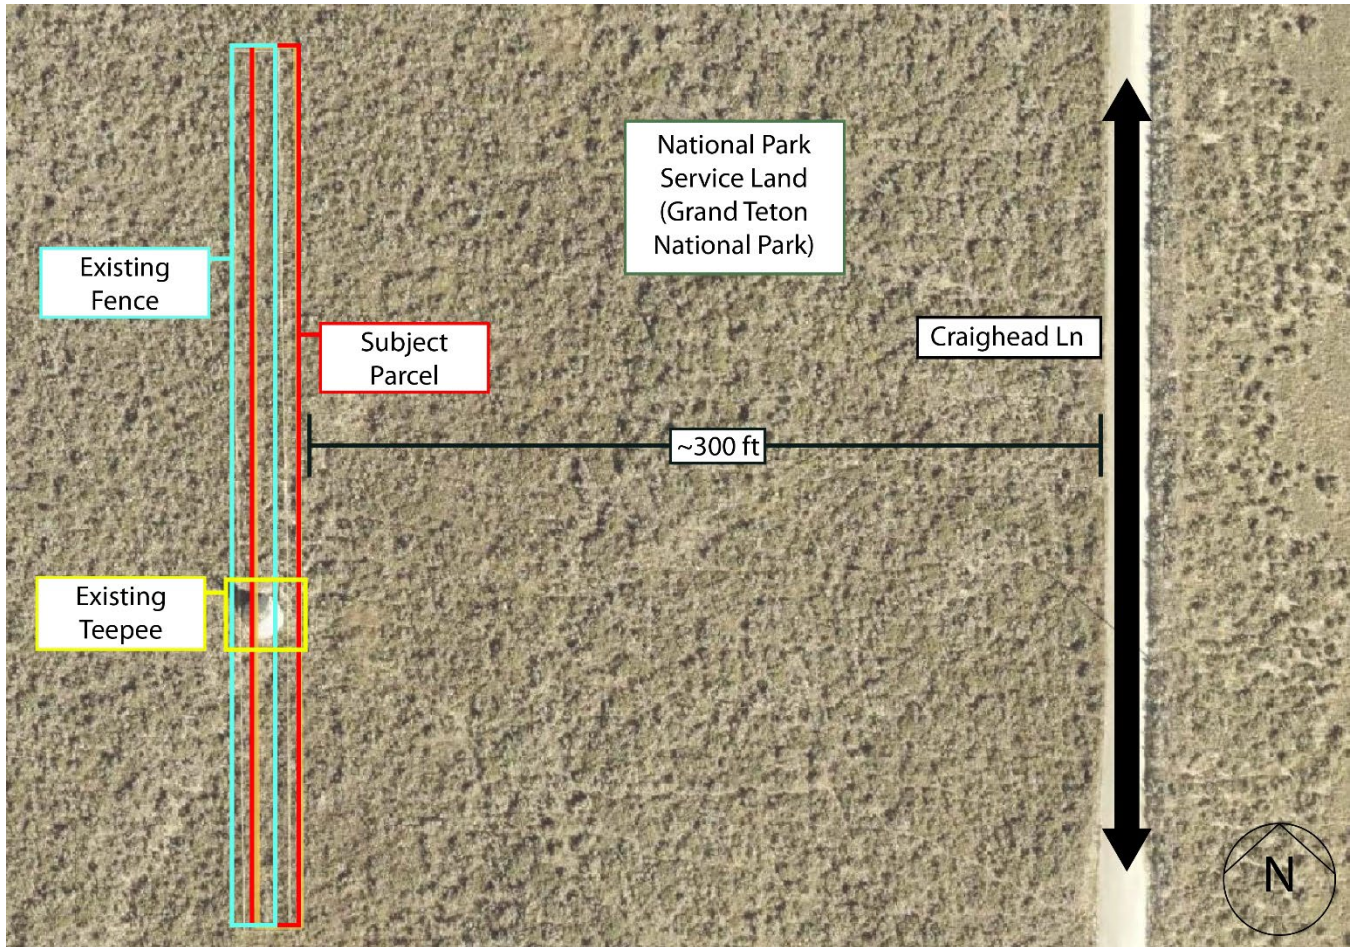 National Park
Service Land
(Grand Teton
National Park)
Existing
Fence
Craighead Ln
Subject
Parcel
~300 ft
Existing
Teepee
N